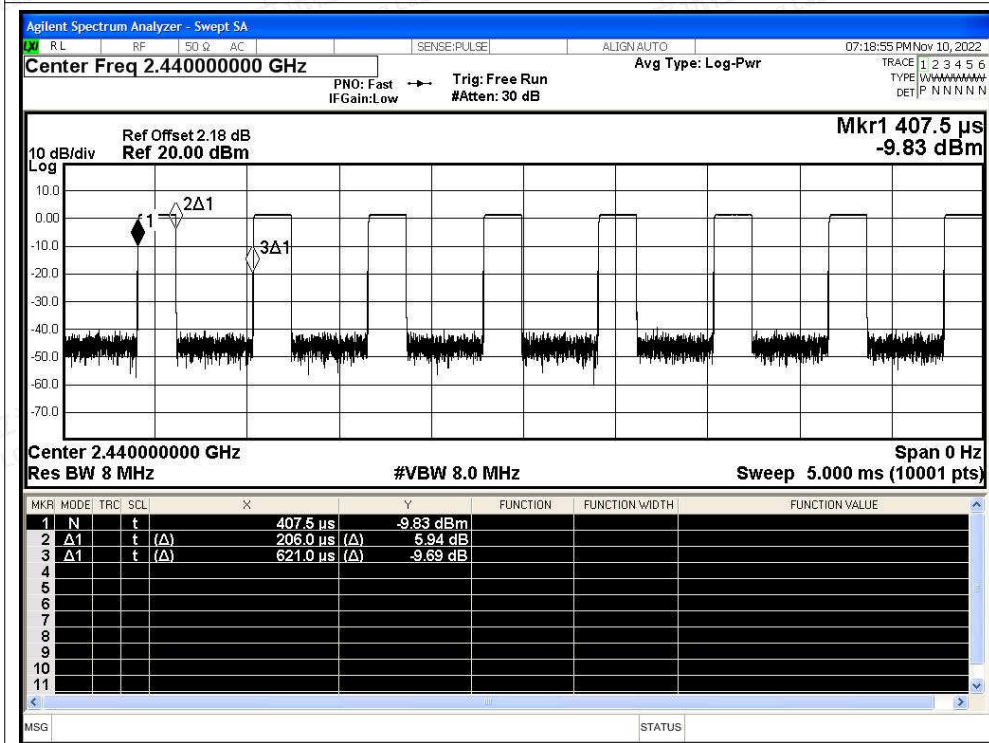 Agilent Spectrum Analyzer - Swept SA
LXI RL RF 50 Ω AC SENSE:PULSE ALIGN AUTO 07:18:55 PM Nov 10, 2022
Center Freq 2.440000000 GHz
PNO: Fast
IFGain:Low
Trig: Free Run
#Atten: 30 dB
Avg Type: Log-Pwr
TRACE 1 2 3 4 5 6
TYPE WWWWWW
DET P N N N N N
Ref Offset 2.18 dB
10 dB/div Ref 20.00 dBm
Log
Mkr1 407.5 µs
-9.83 dBm
10.0
0.00
-10.0
-20.0
-30.0
-40.0
-50.0
-60.0
-70.0
1
2Δ1
3Δ1
Center 2.440000000 GHz Span 0 Hz
Res BW 8 MHz #VBW 8.0 MHz Sweep 5.000 ms (10001 pts)
MKR MODE TRC SCL X Y FUNCTION FUNCTION WIDTH FUNCTION VALUE
1 N t 407.5 µs -9.83 dBm
2 Δ1 t (Δ) 206.0 µs (Δ) 5.94 dB
3 Δ1 t (Δ) 621.0 µs (Δ) -9.69 dB
4
5
6
7
8
9
10
11
MSG STATUS